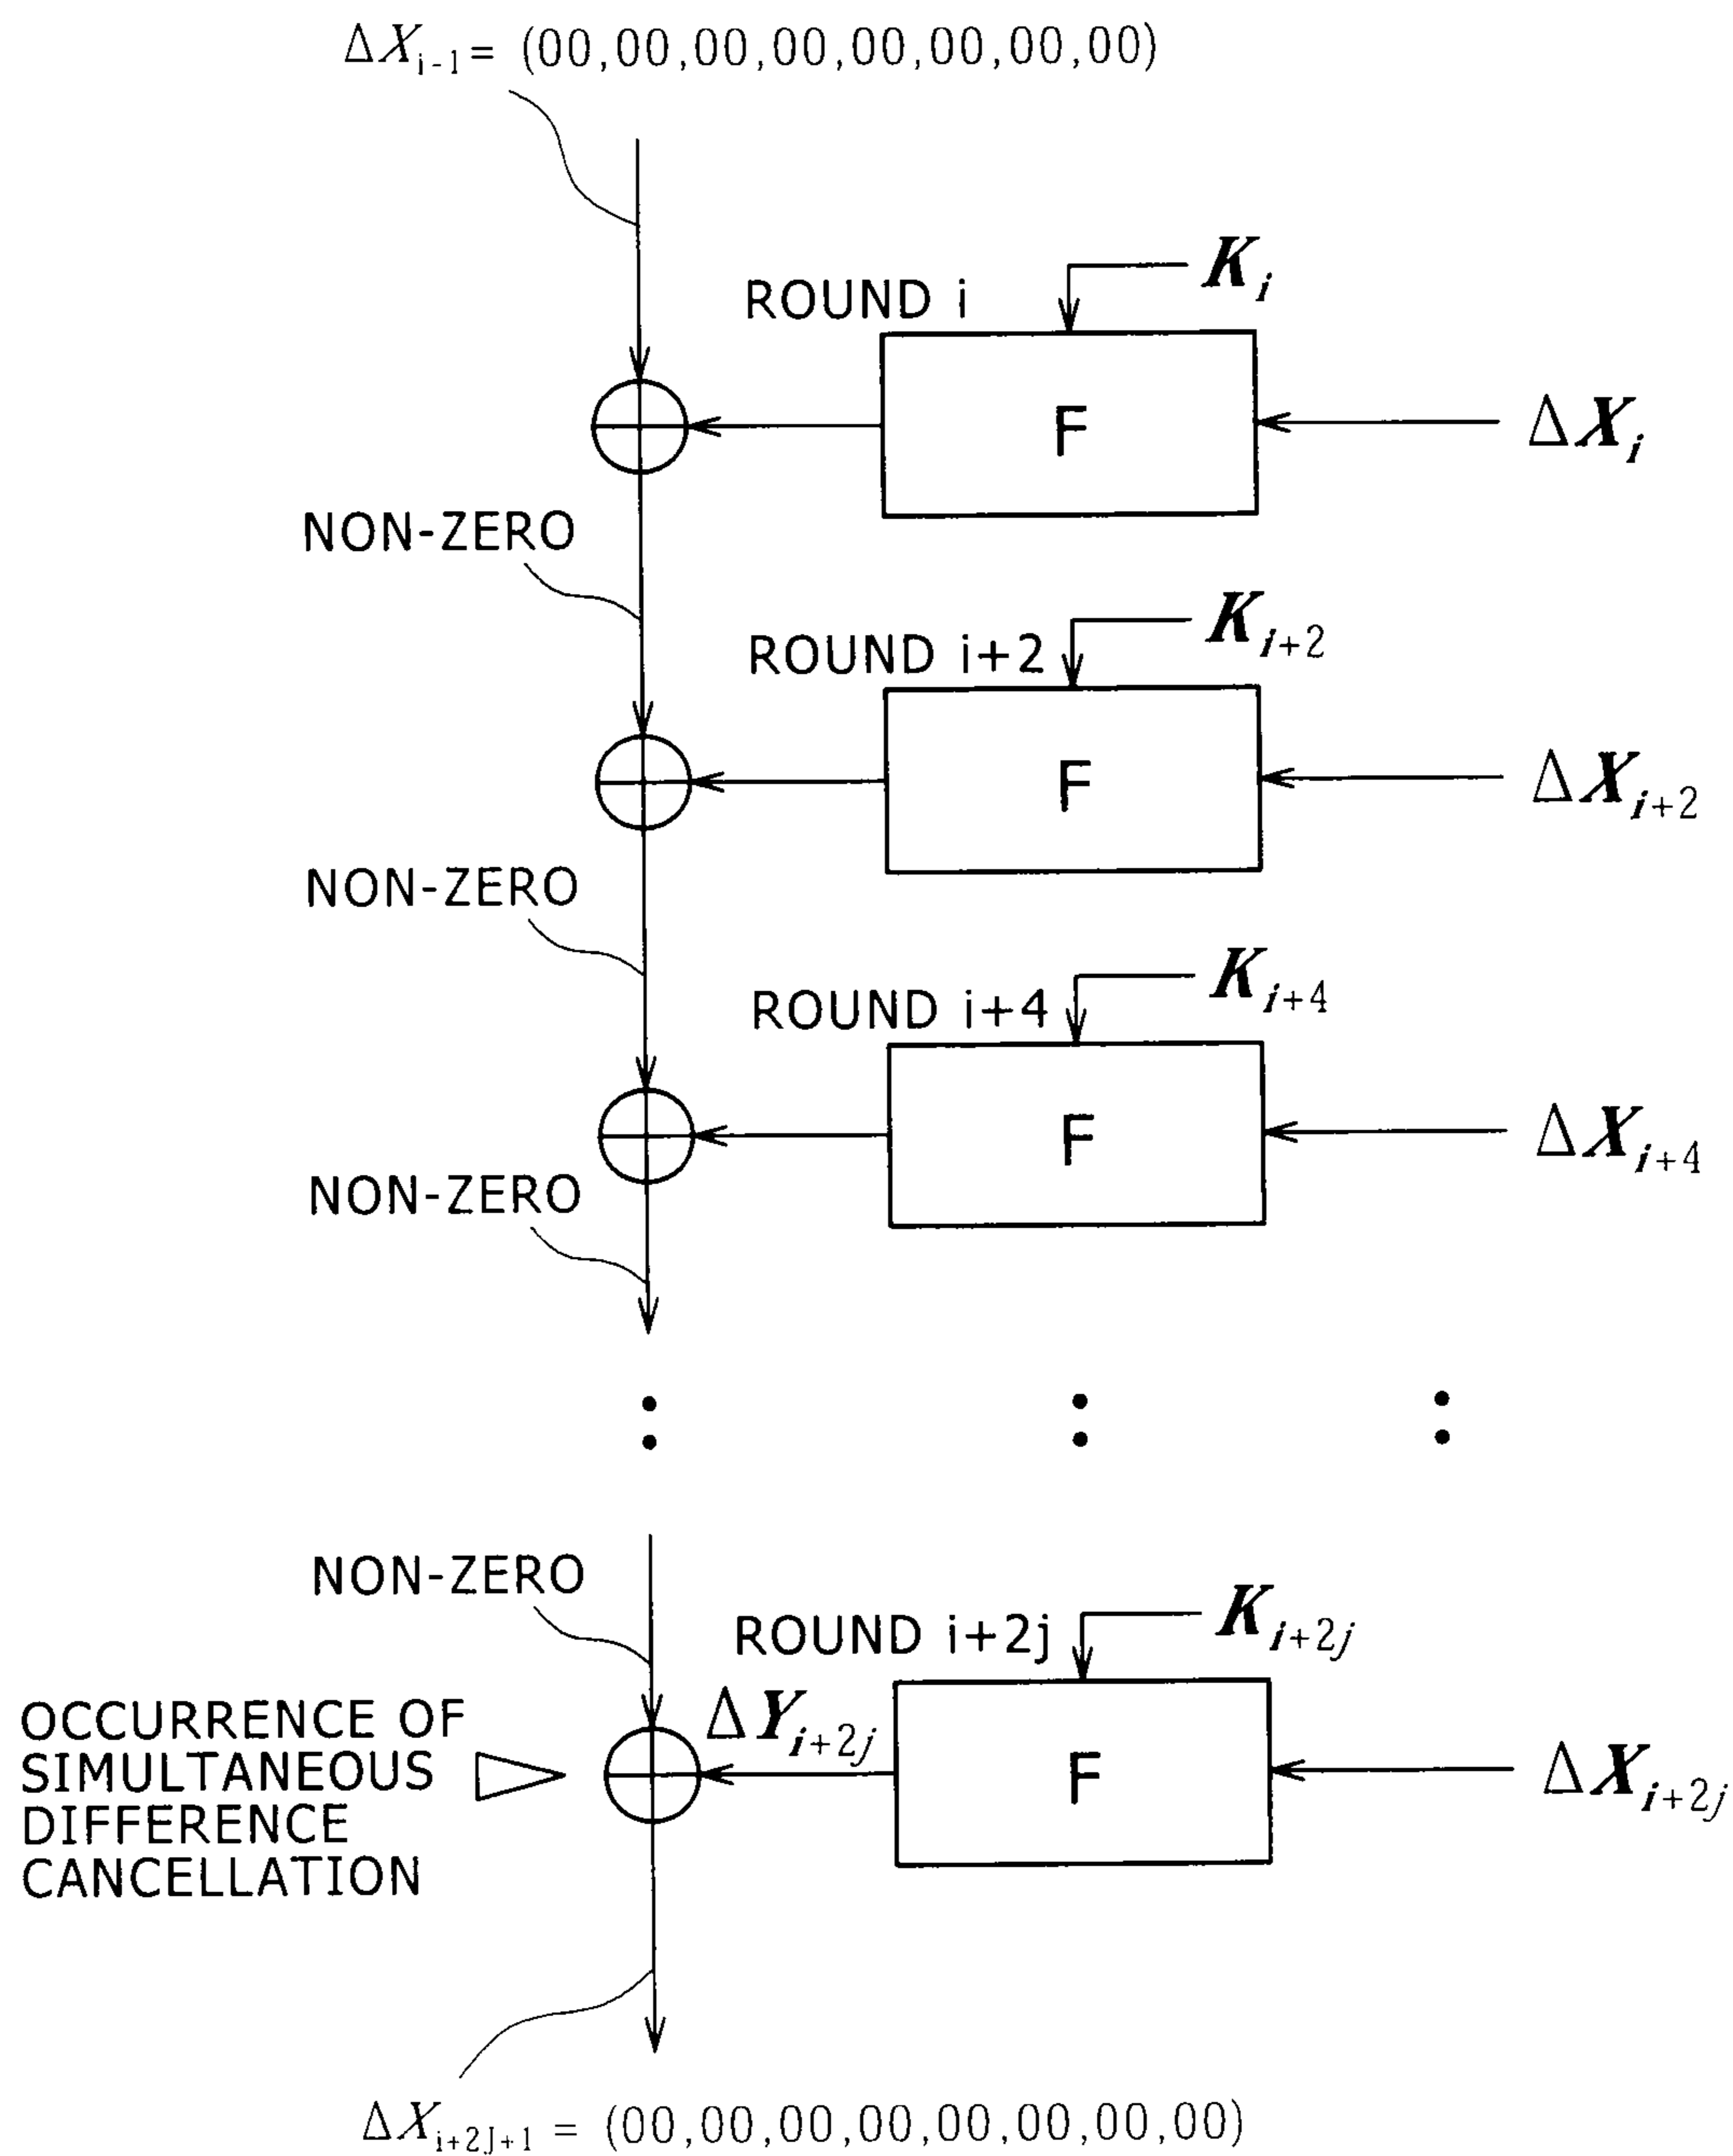 ΔX_{i-1} = (00,00,00,00,00,00,00,00)
K_i
ROUND i
F
ΔX_i
NON-ZERO
K_{i+2}
ROUND i+2
F
ΔX_{i+2}
NON-ZERO
K_{i+4}
ROUND i+4
F
ΔX_{i+4}
NON-ZERO
NON-ZERO
K_{i+2j}
ROUND i+2j
ΔY_{i+2j}
F
ΔX_{i+2j}
OCCURRENCE OF
SIMULTANEOUS
DIFFERENCE
CANCELLATION
ΔX_{i+2J+1} = (00,00,00,00,00,00,00,00)